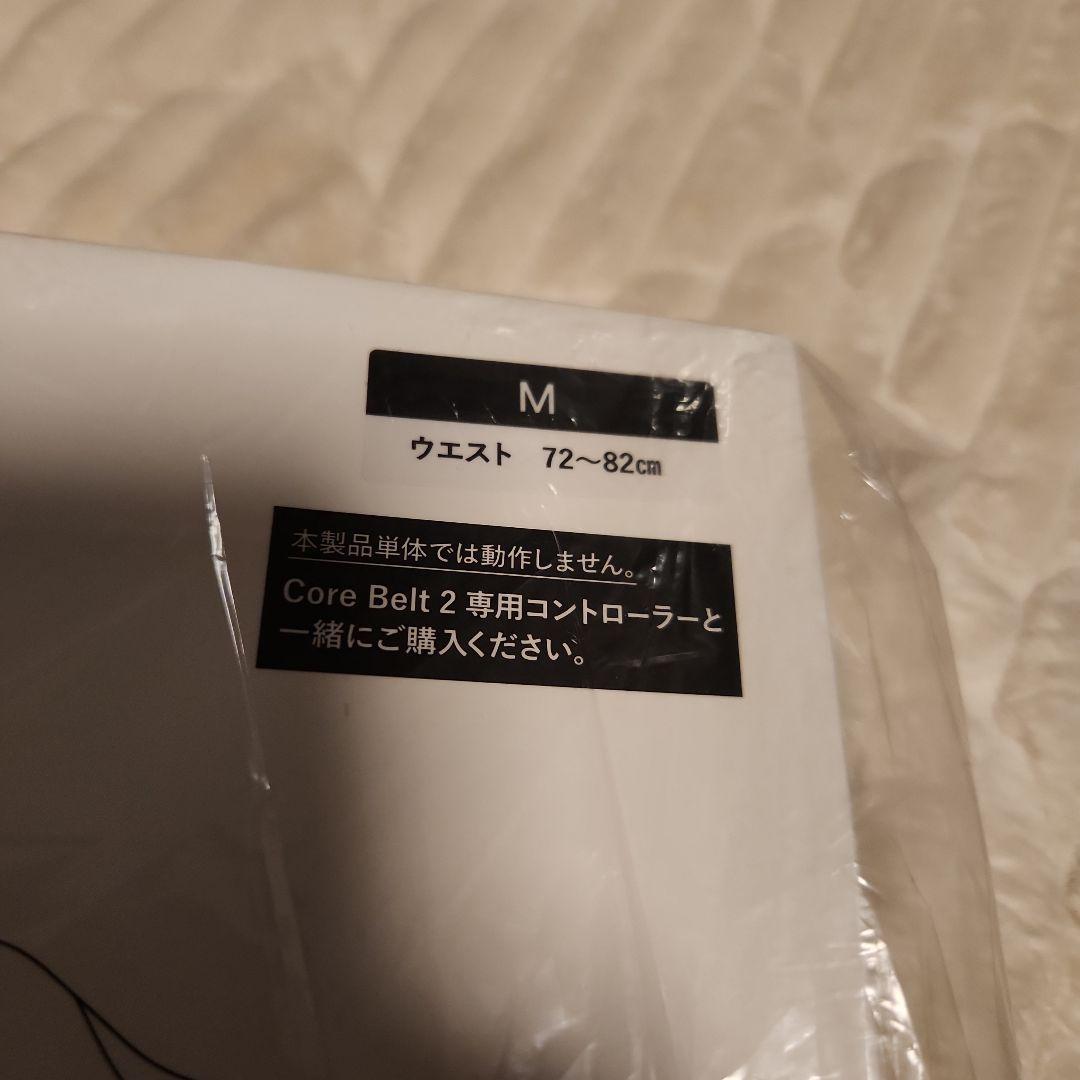 M
ウエスト 72～82㎝
本製品単体では動作しません。
Core Belt 2 専用コントローラーと
一緒にご購入ください。